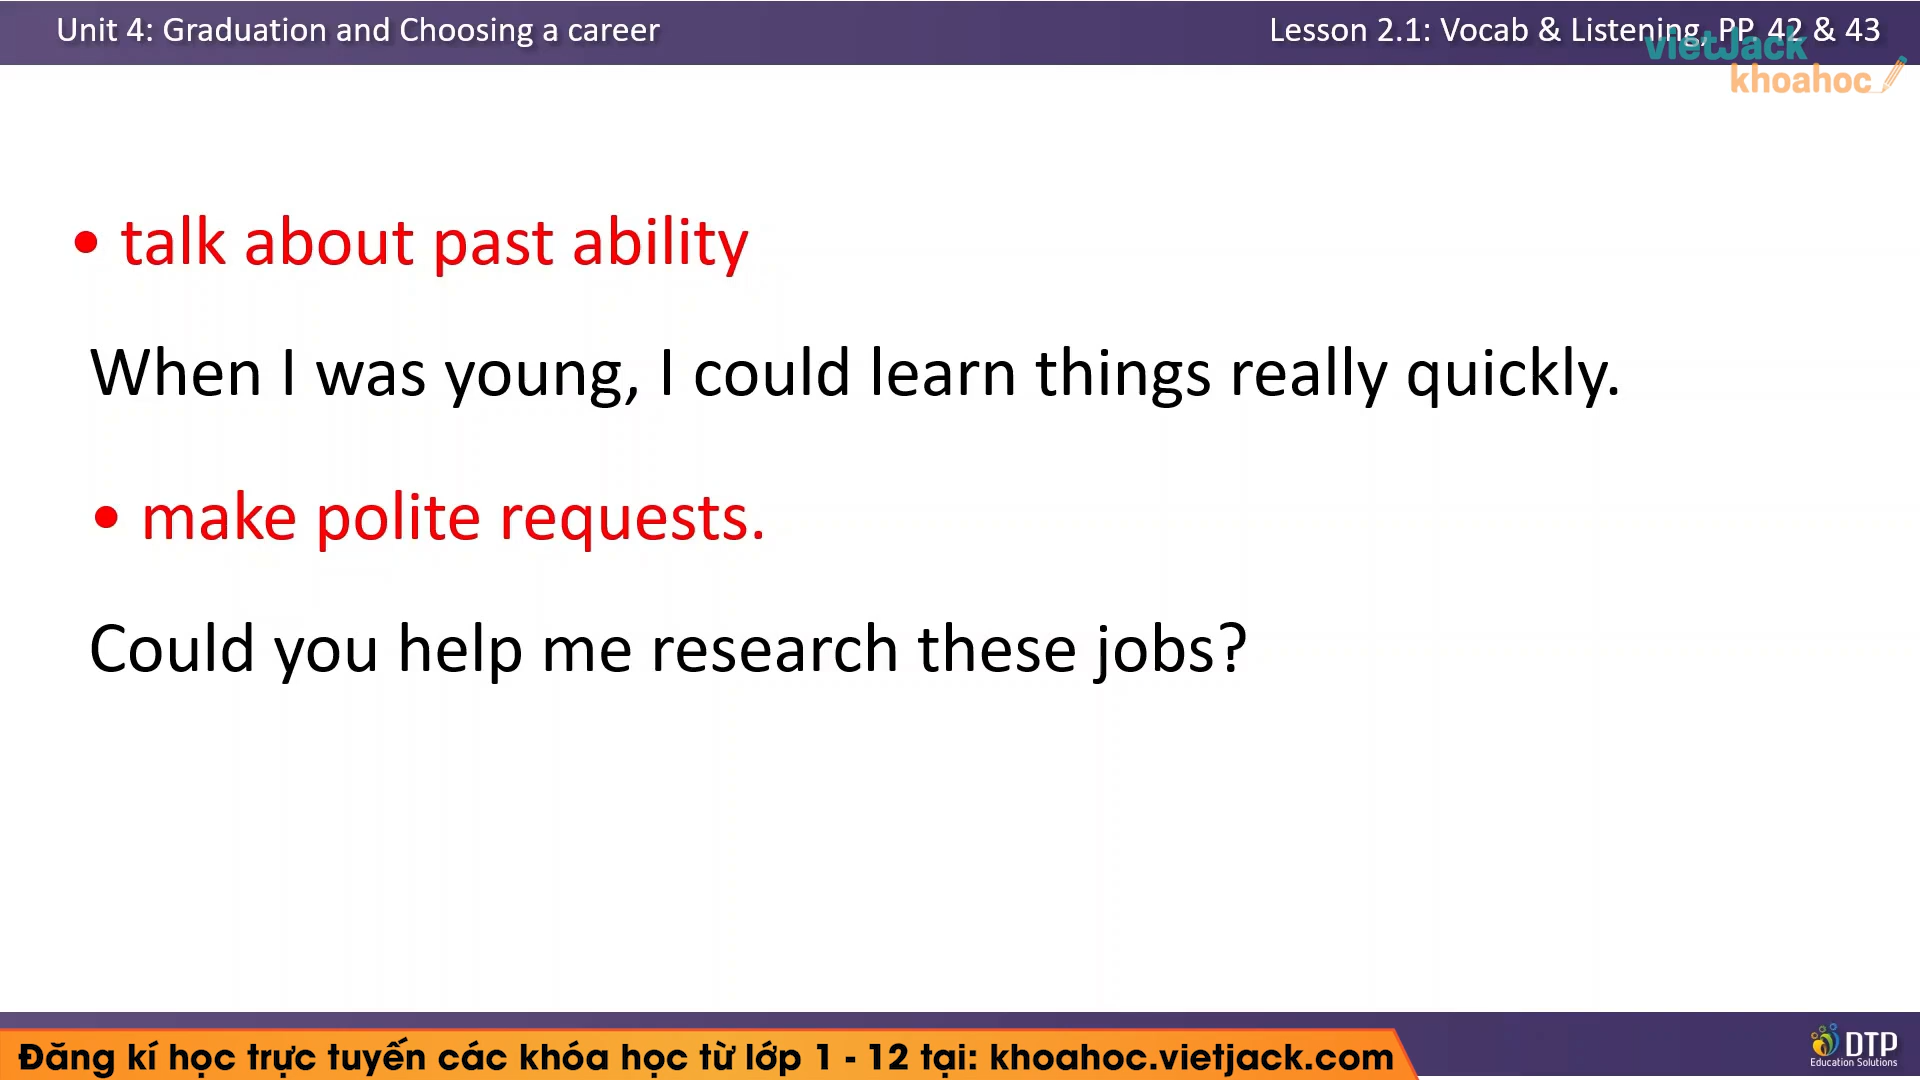 Unit 4: Graduation and Choosing a career
Lesson 2.1: Vocab & Listening, PP. 42 & 43
vietJack
khoahoc
• talk about past ability
When I was young, I could learn things really quickly.
• make polite requests.
Could you help me research these jobs?
Đăng kí học trực tuyến các khóa học từ lớp 1 - 12 tại: khoahoc.vietjack.com
DTP
Education Solutions